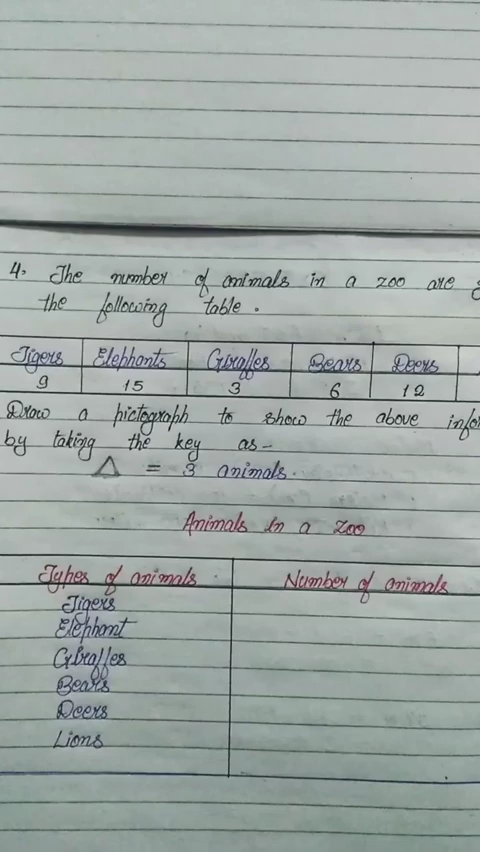 4. The number of animals in a zoo are
the following table.
Tigers Elephants Giraffes Bears Deers
9 15 3 6 12
Draw a pictograph to show the above infor
by taking the key as-
△ = 3 animals.
Animals in a zoo
Types of animals Number of animals
Tigers
Elephant
Giraffes
Bears
Deers
Lions